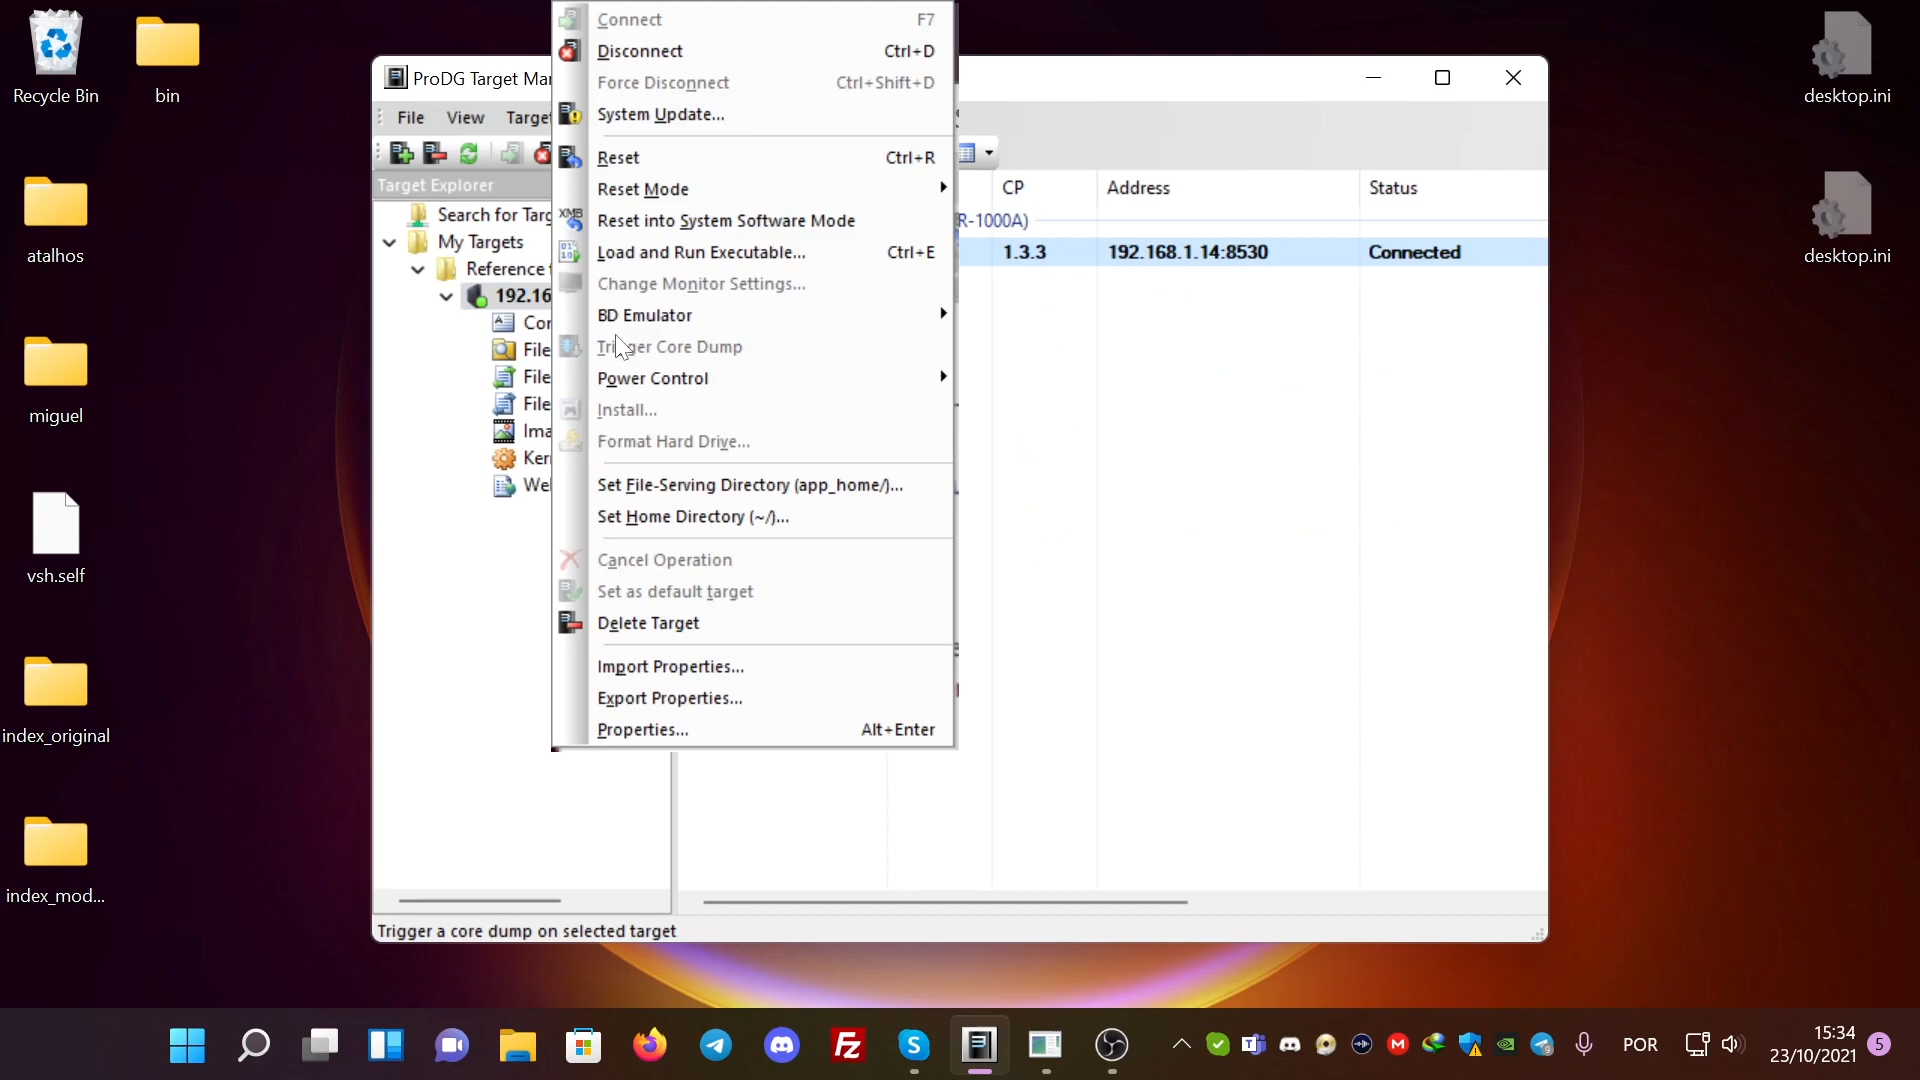 Recycle Bin
bin
atalhos
miguel
vsh.self
index_original
index_mod...
ProDG Target Mar
File View Target
Target Explorer
Search for Targ
My Targets
Reference t
192.16
Cor
File
File
File
Ima
Ker
We
Connect F7
Disconnect Ctrl+D
Force Disconnect Ctrl+Shift+D
System Update...
Reset Ctrl+R
Reset Mode
XMB
Reset into System Software Mode
Load and Run Executable... Ctrl+E
Change Monitor Settings...
BD Emulator
Trigger Core Dump
Power Control
Install...
Format Hard Drive...
Set File-Serving Directory (app_home/)...
Set Home Directory (~/)...
Cancel Operation
Set as default target
Delete Target
Import Properties...
Export Properties...
Properties... Alt+Enter
CP Address Status
R-1000A)
1.3.3 192.168.1.14:8530 Connected
Trigger a core dump on selected target
desktop.ini
desktop.ini
POR
15:34
23/10/2021
5